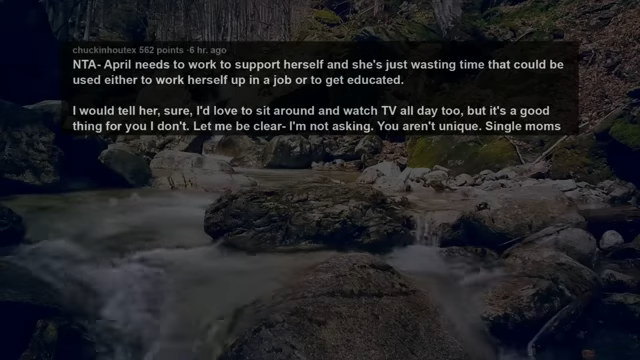 chuckinhoutex 562 points ·6 hr. ago
NTA- April needs to work to support herself and she's just wasting time that could be
used either to work herself up in a job or to get educated.
I would tell her, sure, I'd love to sit around and watch TV all day too, but it's a good
thing for you I don't. Let me be clear- I'm not asking. You aren't unique. Single moms